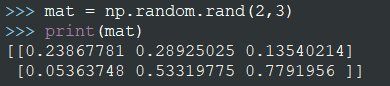 >>> mat = np.random.rand(2,3)
>>> print(mat)
[[0.23867781 0.28925025 0.13540214]
 [0.05363748 0.53319775 0.7791956 ]]